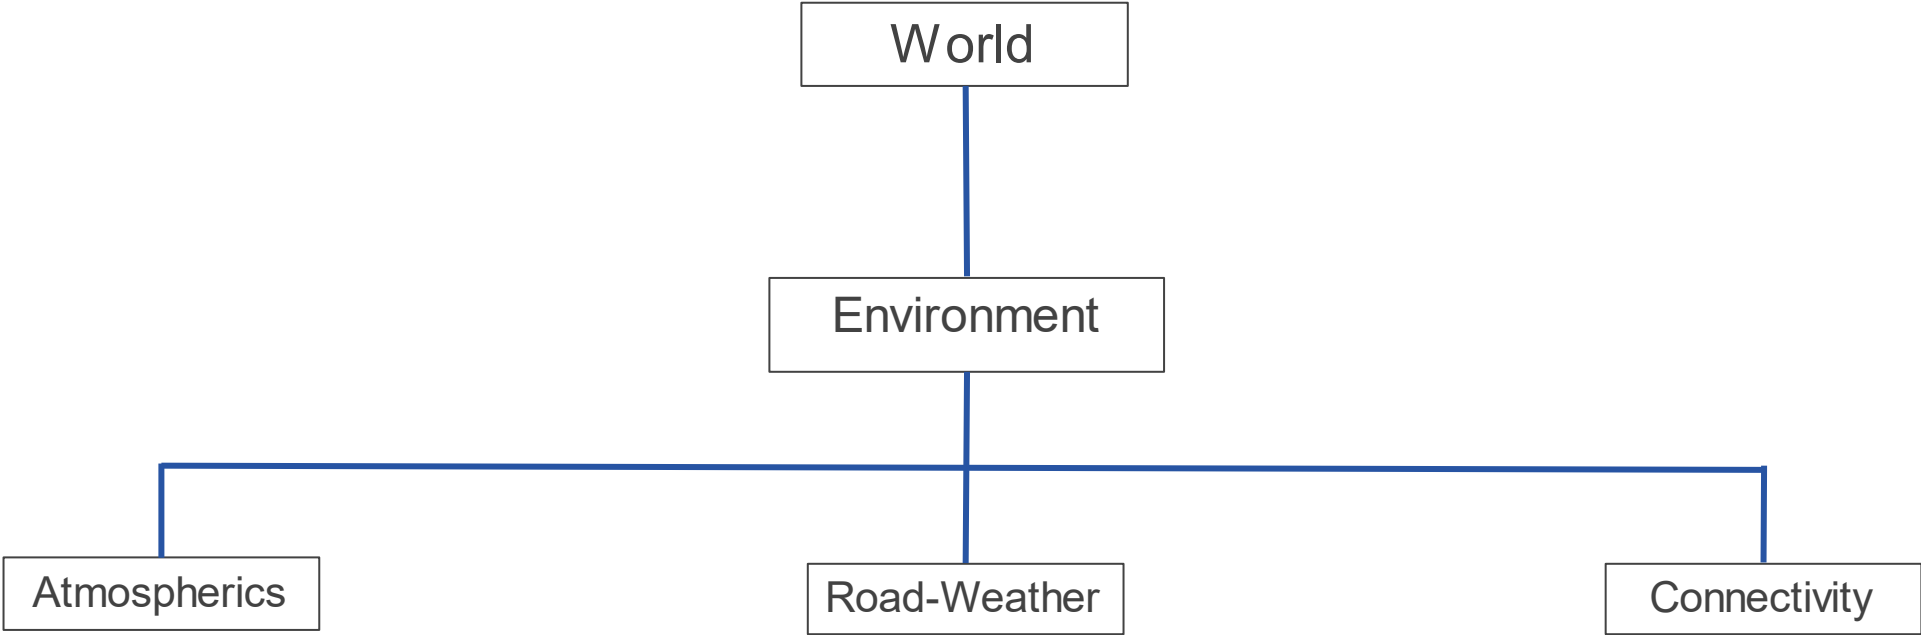 World
Environment
Atmospherics
Road-Weather
Connectivity